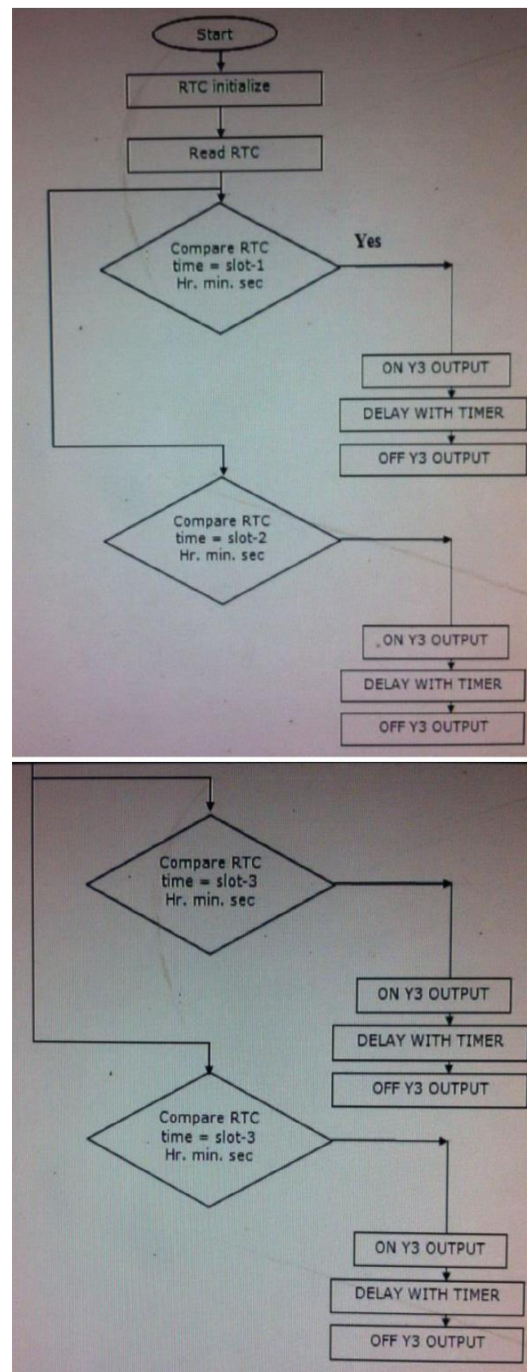 Start
RTC initialize
Read RTC
Compare RTC
time = slot-1
Hr. min. sec
Yes
ON Y3 OUTPUT
DELAY WITH TIMER
OFF Y3 OUTPUT
Compare RTC
time = slot-2
Hr. min. sec
ON Y3 OUTPUT
DELAY WITH TIMER
OFF Y3 OUTPUT
Compare RTC
time = slot-3
Hr. min. sec
ON Y3 OUTPUT
DELAY WITH TIMER
OFF Y3 OUTPUT
Compare RTC
time = slot-3
Hr. min. sec
ON Y3 OUTPUT
DELAY WITH TIMER
OFF Y3 OUTPUT